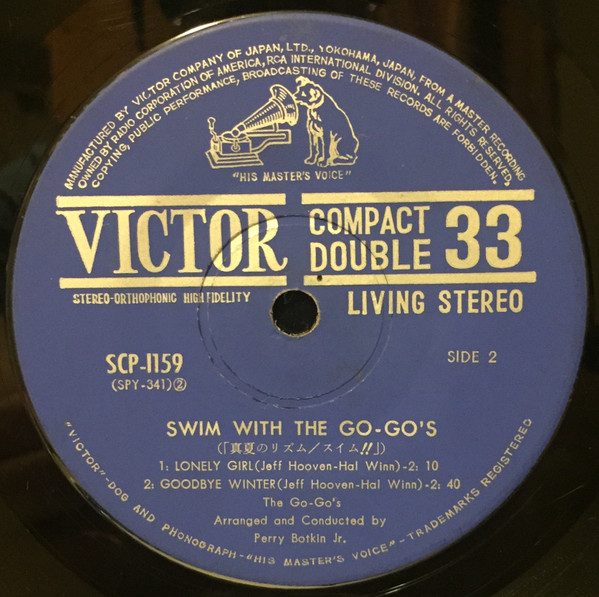 MANUFACTURED BY VICTOR COMPANY OF JAPAN, LTD., YOKOHAMA, JAPAN, FROM A MASTER RECORDING
OWNED BY RADIO CORPORATION OF AMERICA, RCA INTERNATIONAL DIVISION. ALL RIGHTS RESERVED,
COPYING, PUBLIC PERFORMANCE, BROADCASTING OF THESE RECORDS ARE FORBIDDEN.
"HIS MASTER'S VOICE"
VICTOR COMPACT DOUBLE 33
STEREO-ORTHOPHONIC HIGH FIDELITY
LIVING STEREO
SCP-1159
SIDE 2
(SPY-341)②
SWIM WITH THE GO-GO'S
(「真夏のリズム/スイム!!」)
1: LONELY GIRL(Jeff Hooven-Hal Winn)-2: 10
2: GOODBYE WINTER(Jeff Hooven-Hal Winn)-2: 40
The Go-Go's
Arranged and Conducted by
Perry Botkin Jr.
"VICTOR"-DOG AND PHONOGRAPH-"HIS MASTER'S VOICE"-TRADEMARKS REGISTERED